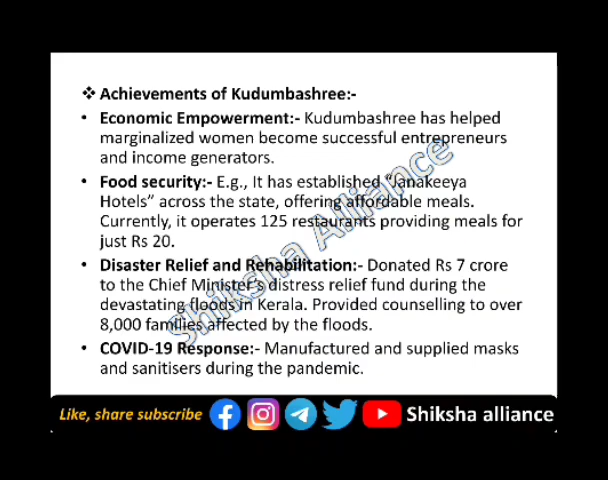 ❖ Achievements of Kudumbashree:-
• Economic Empowerment:- Kudumbashree has helped
marginalized women become successful entrepreneurs
and income generators.
• Food security:- E.g., It has established “Janakeeya
Hotels” across the state, offering affordable meals.
Currently, it operates 125 restaurants providing meals for
just Rs 20.
• Disaster Relief and Rehabilitation:- Donated Rs 7 crore
to the Chief Minister's distress relief fund during the
devastating floods in Kerala. Provided counselling to over
8,000 families affected by the floods.
• COVID-19 Response:- Manufactured and supplied masks
and sanitisers during the pandemic.
Shiksha Alliance
Like, share subscribe Shiksha alliance